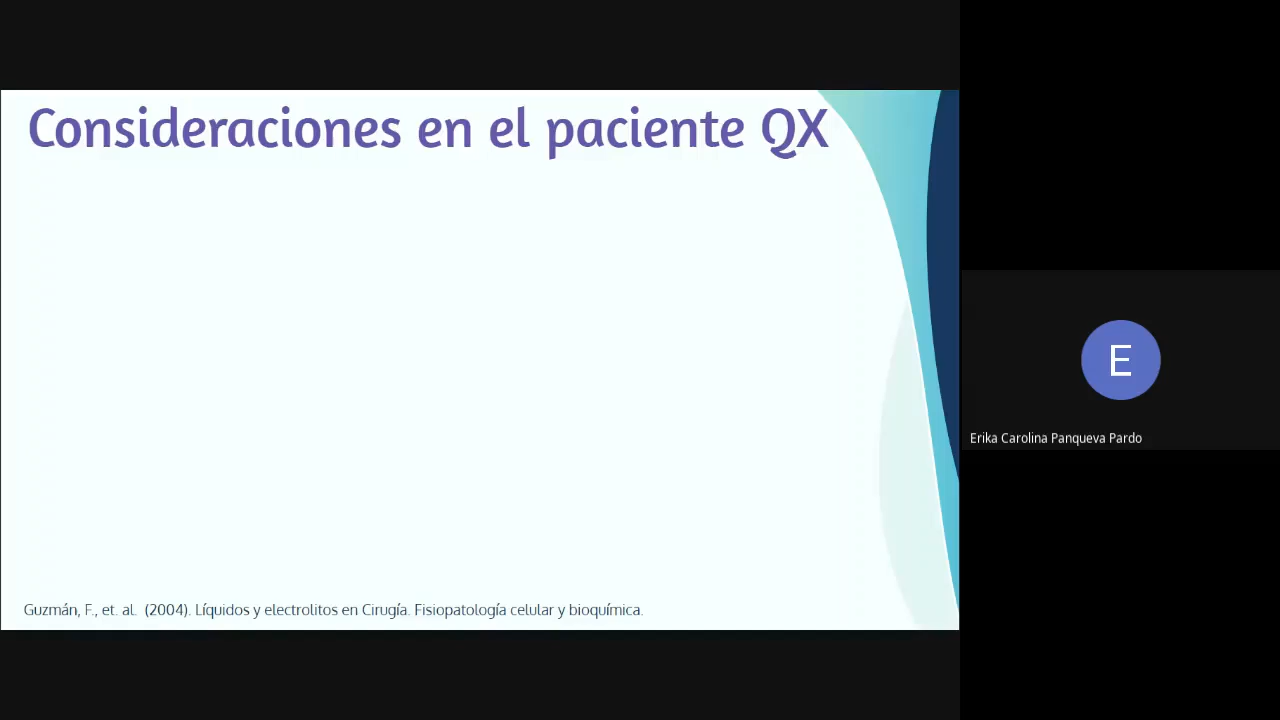 Consideraciones en el paciente QX
E
Erika Carolina Panqueva Pardo
Guzmán, F., et. al. (2004). Líquidos y electrolitos en Cirugía. Fisiopatología celular y bioquímica.